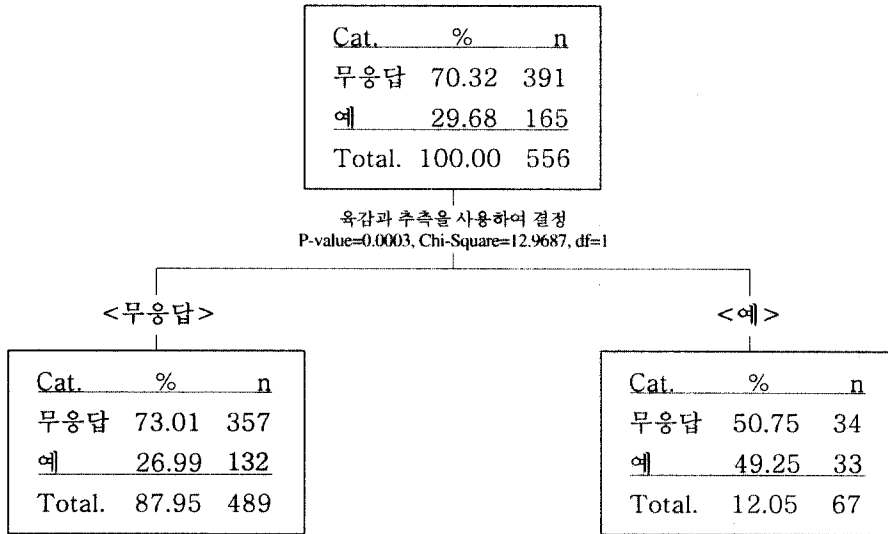 Cat. % n
무응답 70.32 391
예 29.68 165
Total. 100.00 556
육감과 추측을 사용하여 결정
P-value=0.0003, Chi-Square=12.9687, df=1
<무응답>
<예>
Cat. % n
무응답 73.01 357
예 26.99 132
Total. 87.95 489
Cat. % n
무응답 50.75 34
예 49.25 33
Total. 12.05 67